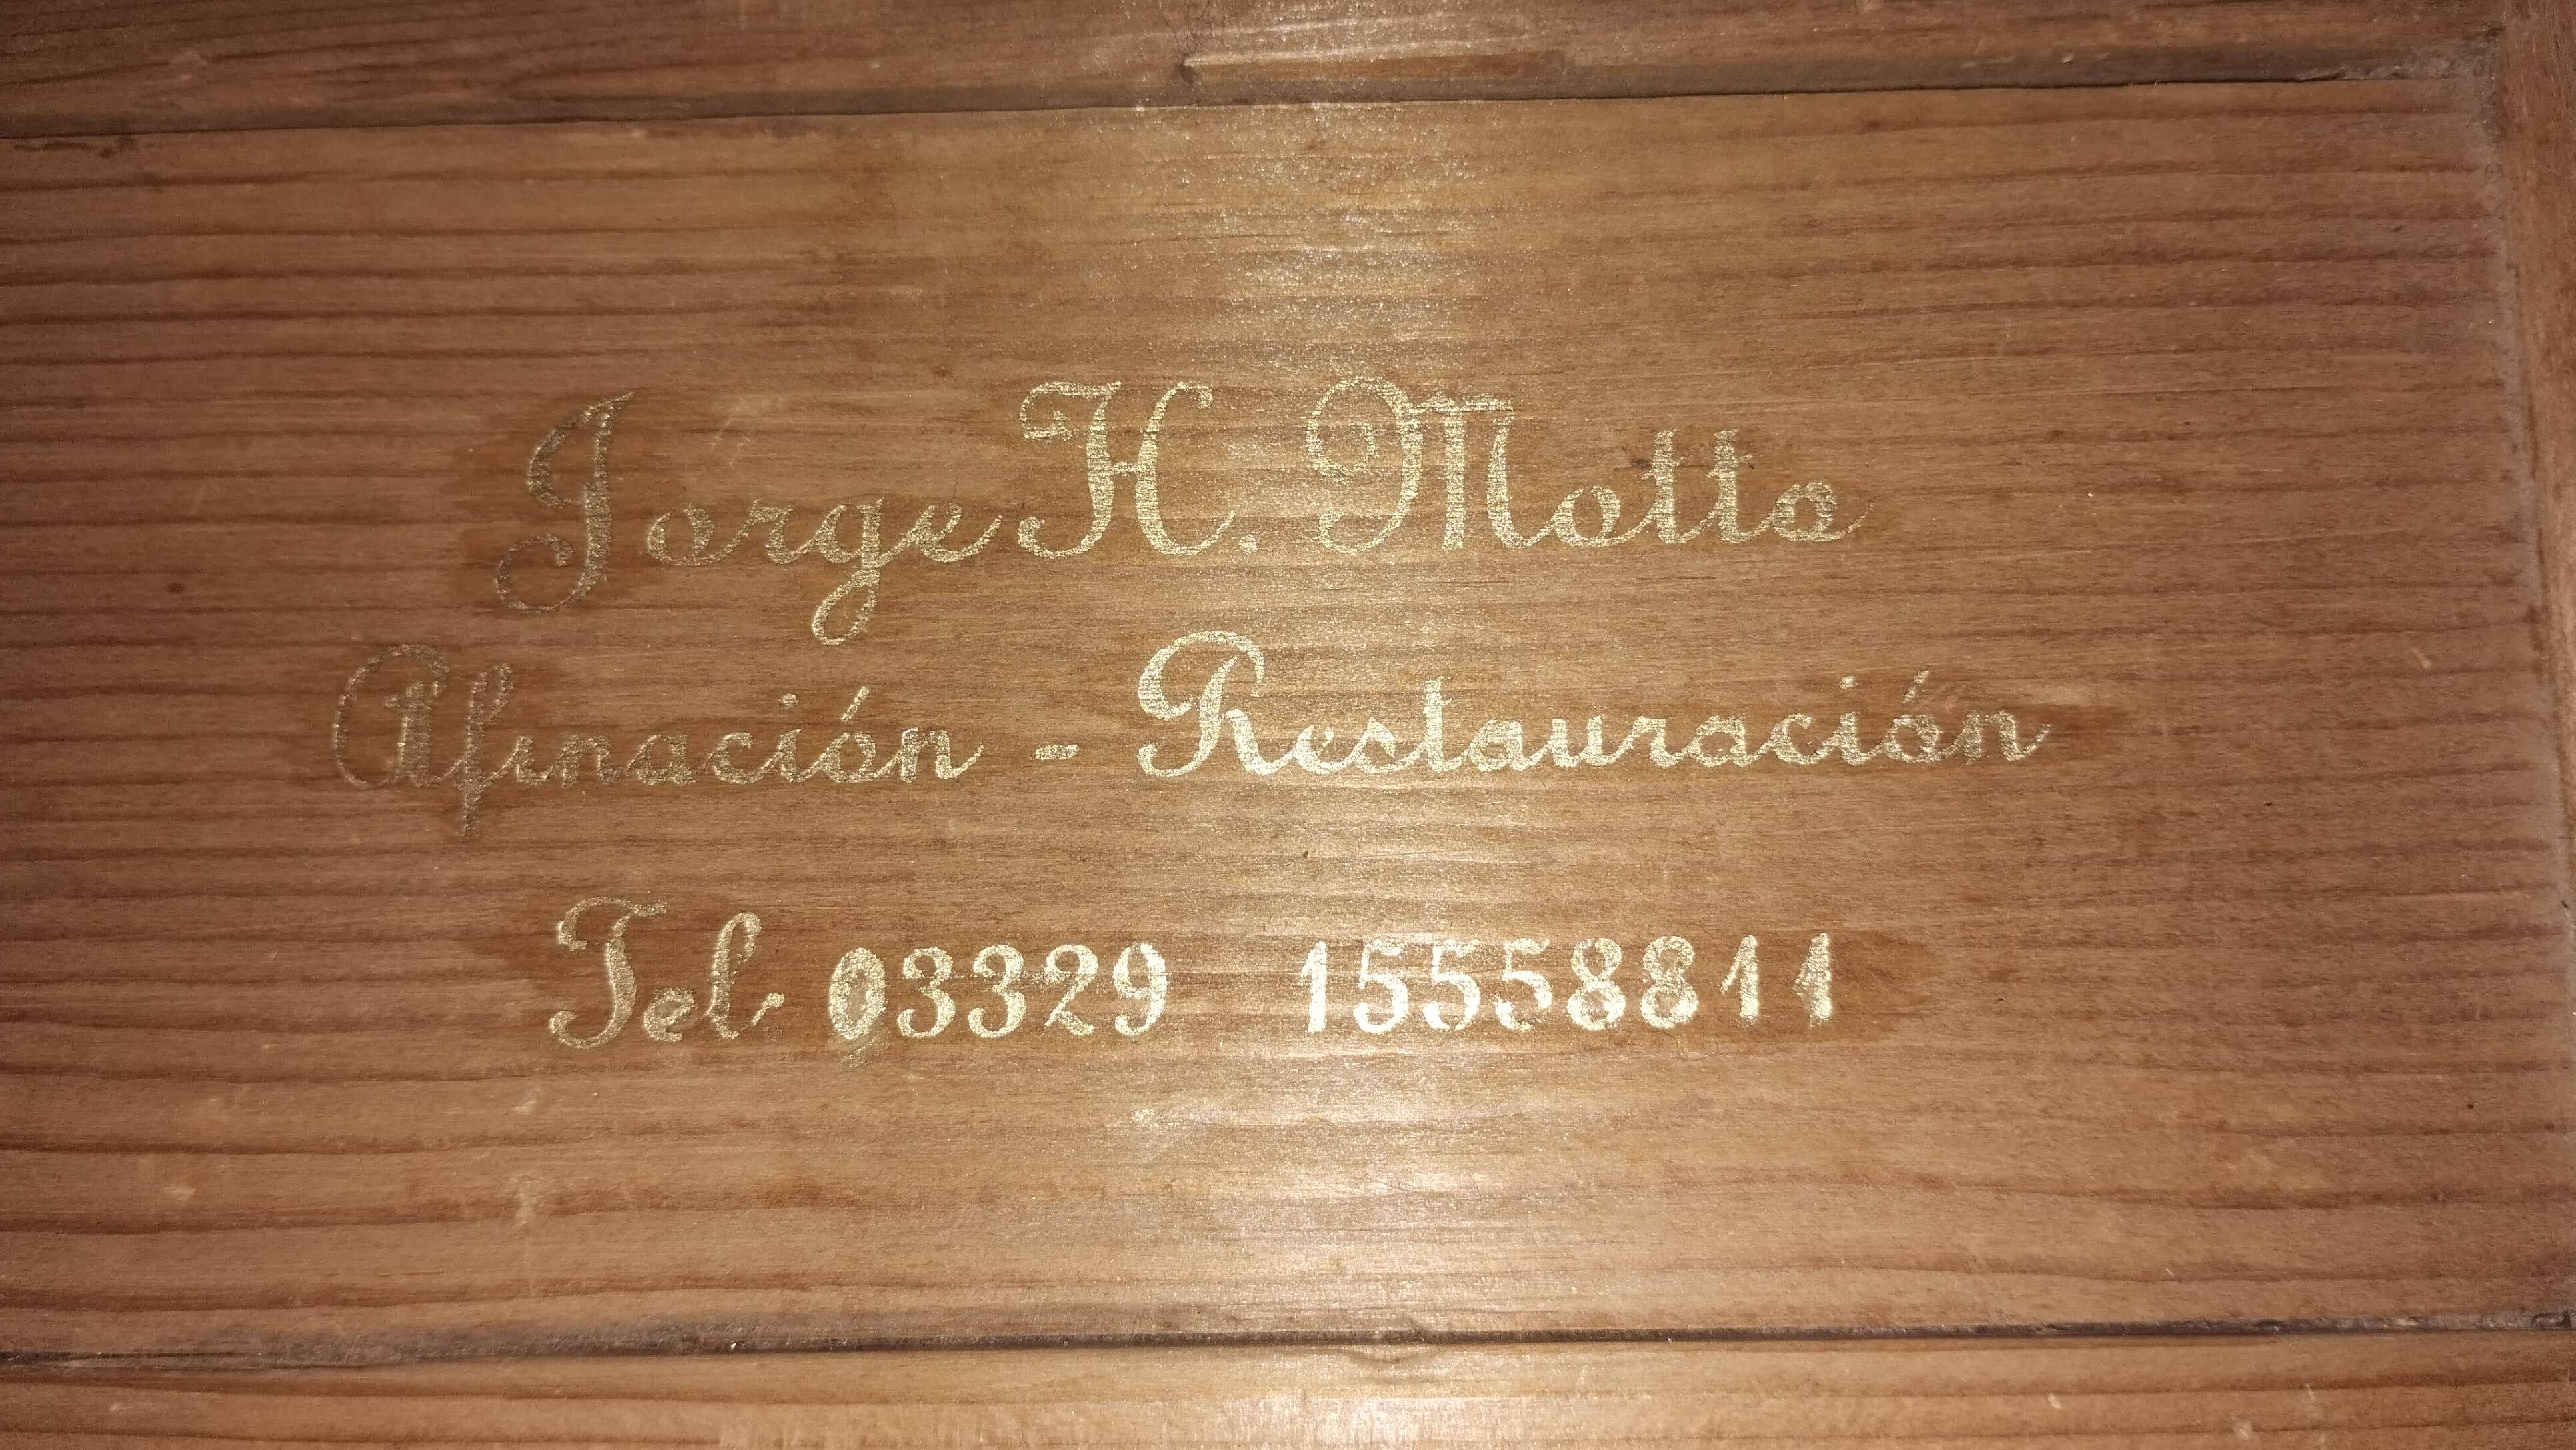 Jorge H. Motto
Afinación - Restauración
Tel. 03329 15558811